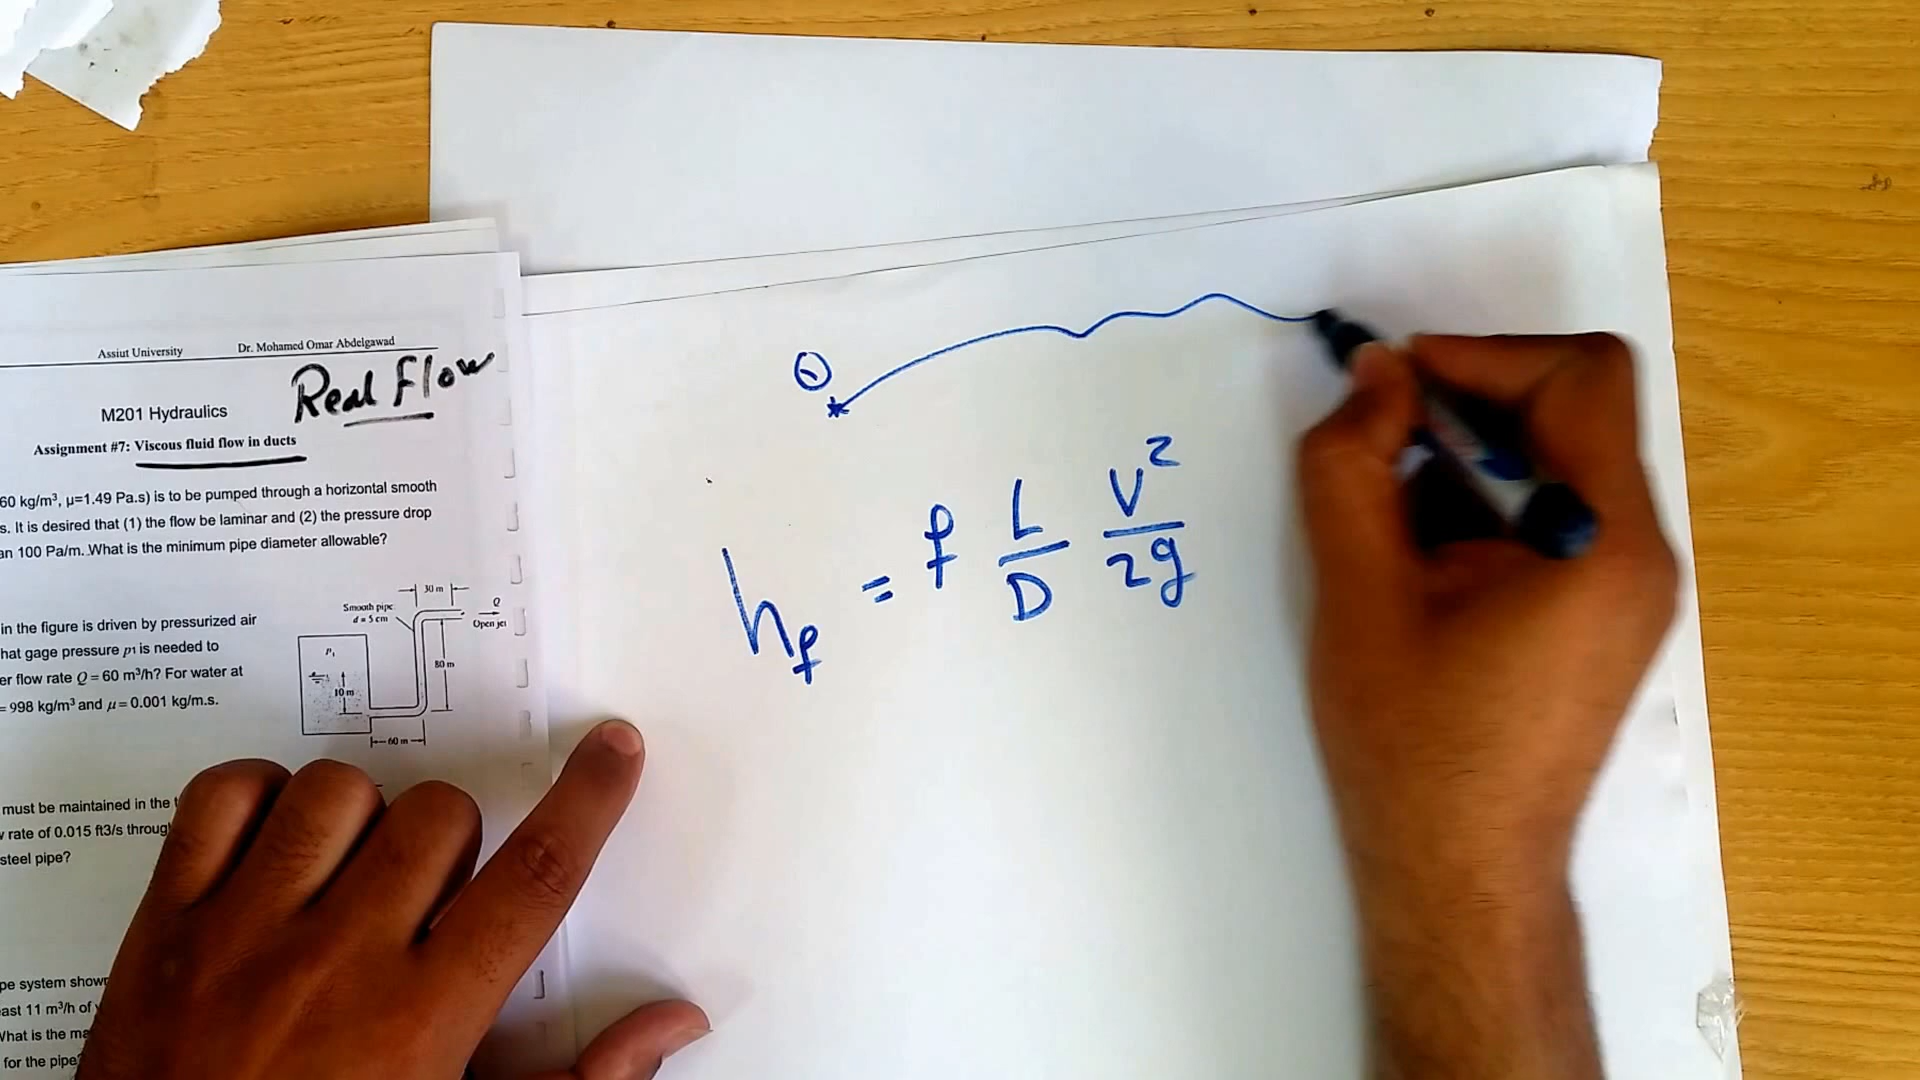 Assiut University Dr. Mohamed Omar Abdelgawad
Real Flow
M201 Hydraulics
Assignment #7: Viscous fluid flow in ducts
60 kg/m³, μ=1.49 Pa.s) is to be pumped through a horizontal smooth
s. It is desired that (1) the flow be laminar and (2) the pressure drop
an 100 Pa/m. What is the minimum pipe diameter allowable?
30 m
Smooth pipe
d = 5 cm
Q
Open jet
in the figure is driven by pressurized air
hat gage pressure p1 is needed to
er flow rate Q = 60 m³/h? For water at
= 998 kg/m³ and μ = 0.001 kg/m.s.
P₁
80 m
10 m
60 m
must be maintained in the
rate of 0.015 ft3/s
steel pipe?
pe system
east 11 m³/h of
What is the
for the pipe?
h_f = f L/D V²/2g